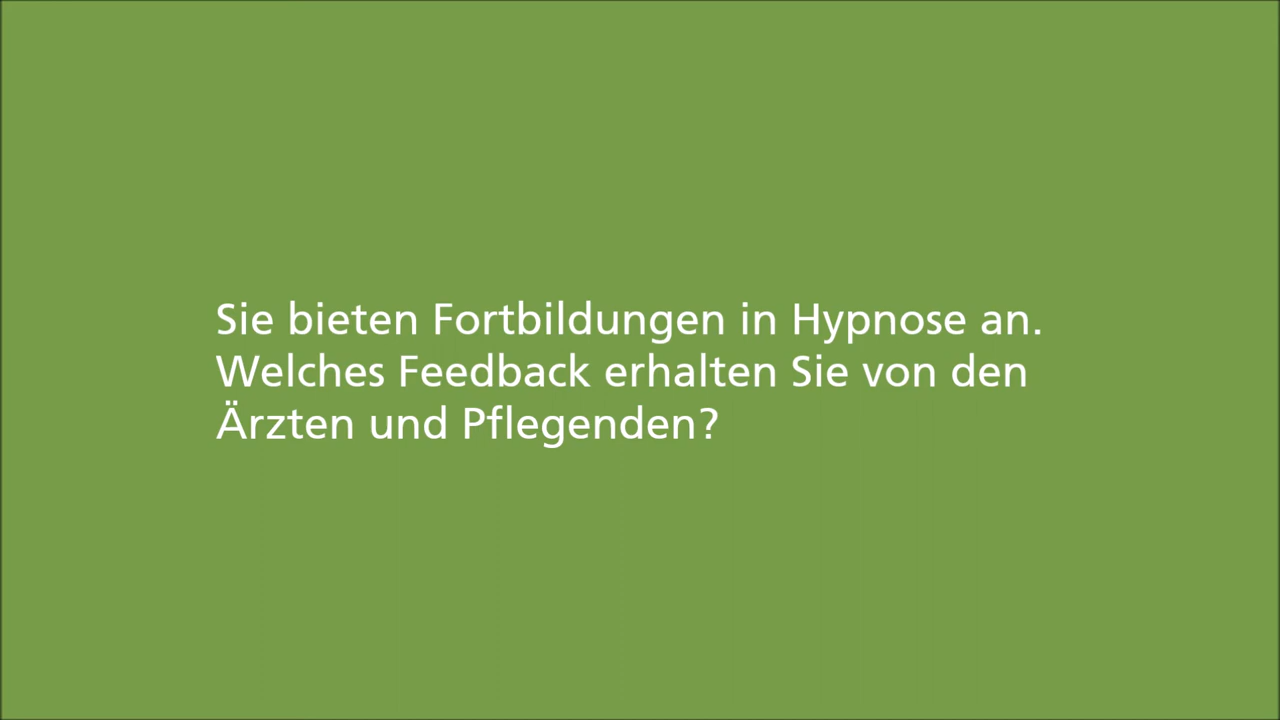 Sie bieten Fortbildungen in Hypnose an.
Welches Feedback erhalten Sie von den
Ärzten und Pflegenden?